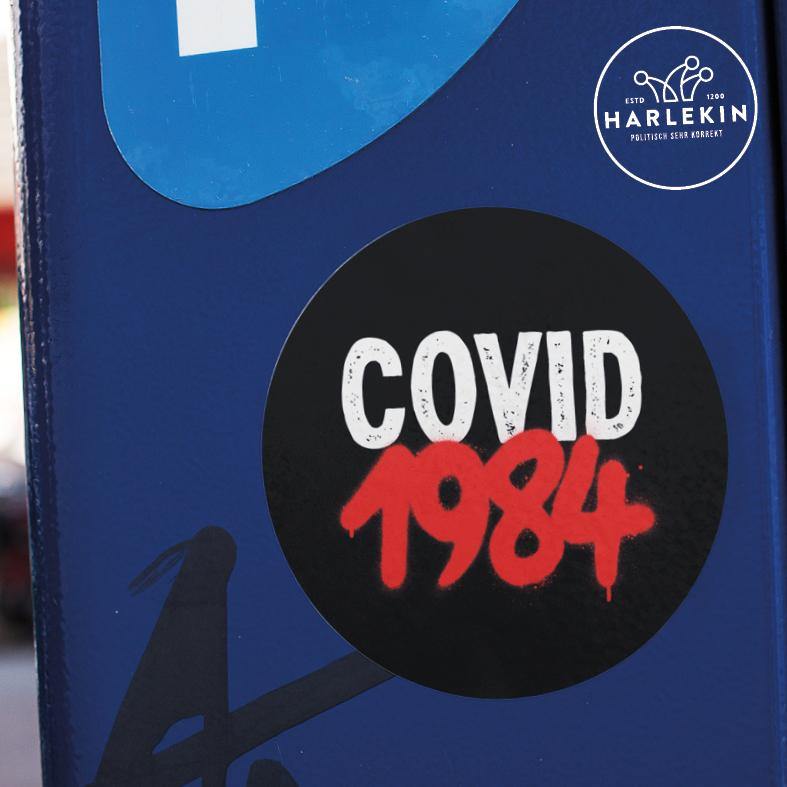 ESTD 1200
HARLEKIN
POLITISCH SEHR KORREKT
COVID
1984